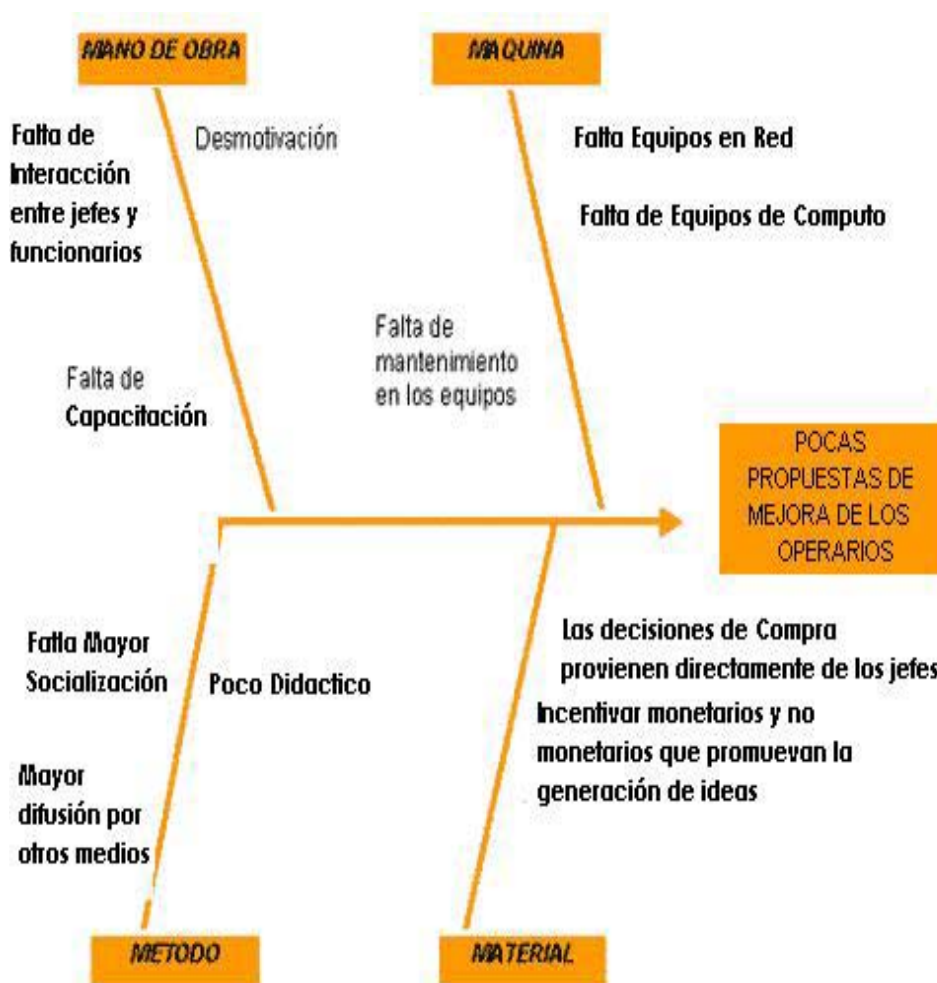 MANO DE OBRA
MAQUINA
Falta de
Interacción
entre jefes y
funcionarios
Desmotivación
Falta Equipos en Red
Falta de Equipos de Computo
Falta de
Capacitación
Falta de
mantenimiento
en los equipos
POCAS
PROPUESTAS DE
MEJORA DE LOS
OPERARIOS
Fatta Mayor
Socialización
Poco Didactico
Mayor
difusión por
otros medios
Las decisiones de Compra
provienen directamente de los jefes
Incentivar monetarios y no
monetarios que promuevan la
generación de ideas
METODO
MATERIAL